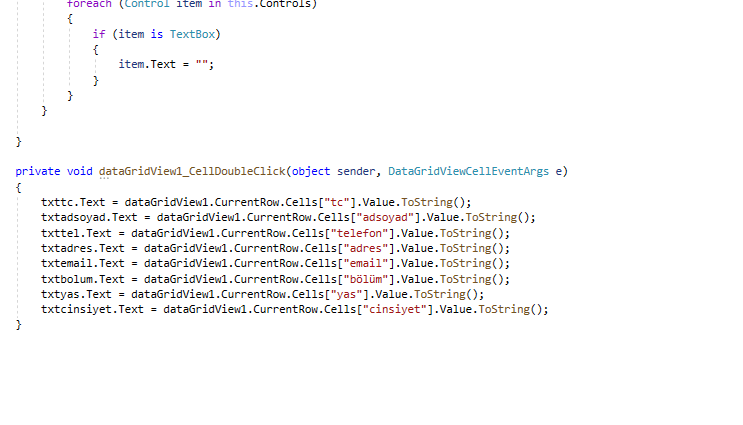 foreach (Control item in this.Controls)
{
if (item is TextBox)
{
item.Text = "";
}
}
}
}
private void dataGridView1_CellDoubleClick(object sender, DataGridViewCellEventArgs e)
{
txttc.Text = dataGridView1.CurrentRow.Cells["tc"].Value.ToString();
txtadsoyad.Text = dataGridView1.CurrentRow.Cells["adsoyad"].Value.ToString();
txttel.Text = dataGridView1.CurrentRow.Cells["telefon"].Value.ToString();
txtadres.Text = dataGridView1.CurrentRow.Cells["adres"].Value.ToString();
txtemail.Text = dataGridView1.CurrentRow.Cells["email"].Value.ToString();
txtbolum.Text = dataGridView1.CurrentRow.Cells["bölüm"].Value.ToString();
txtyas.Text = dataGridView1.CurrentRow.Cells["yas"].Value.ToString();
txtcinsiyet.Text = dataGridView1.CurrentRow.Cells["cinsiyet"].Value.ToString();
}